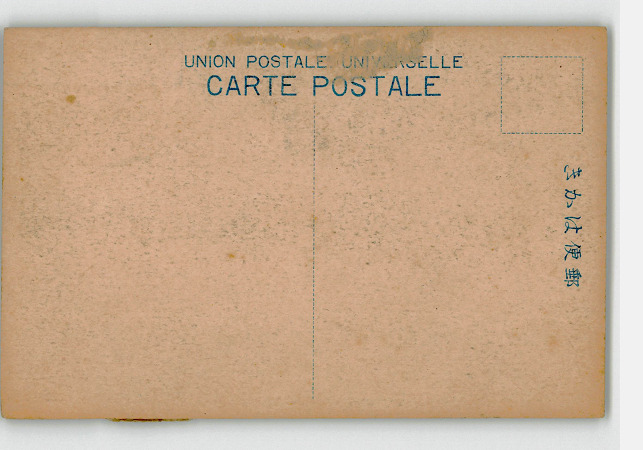 UNION POSTALE UNIVERSELLE
CARTE POSTALE
きかは便郵